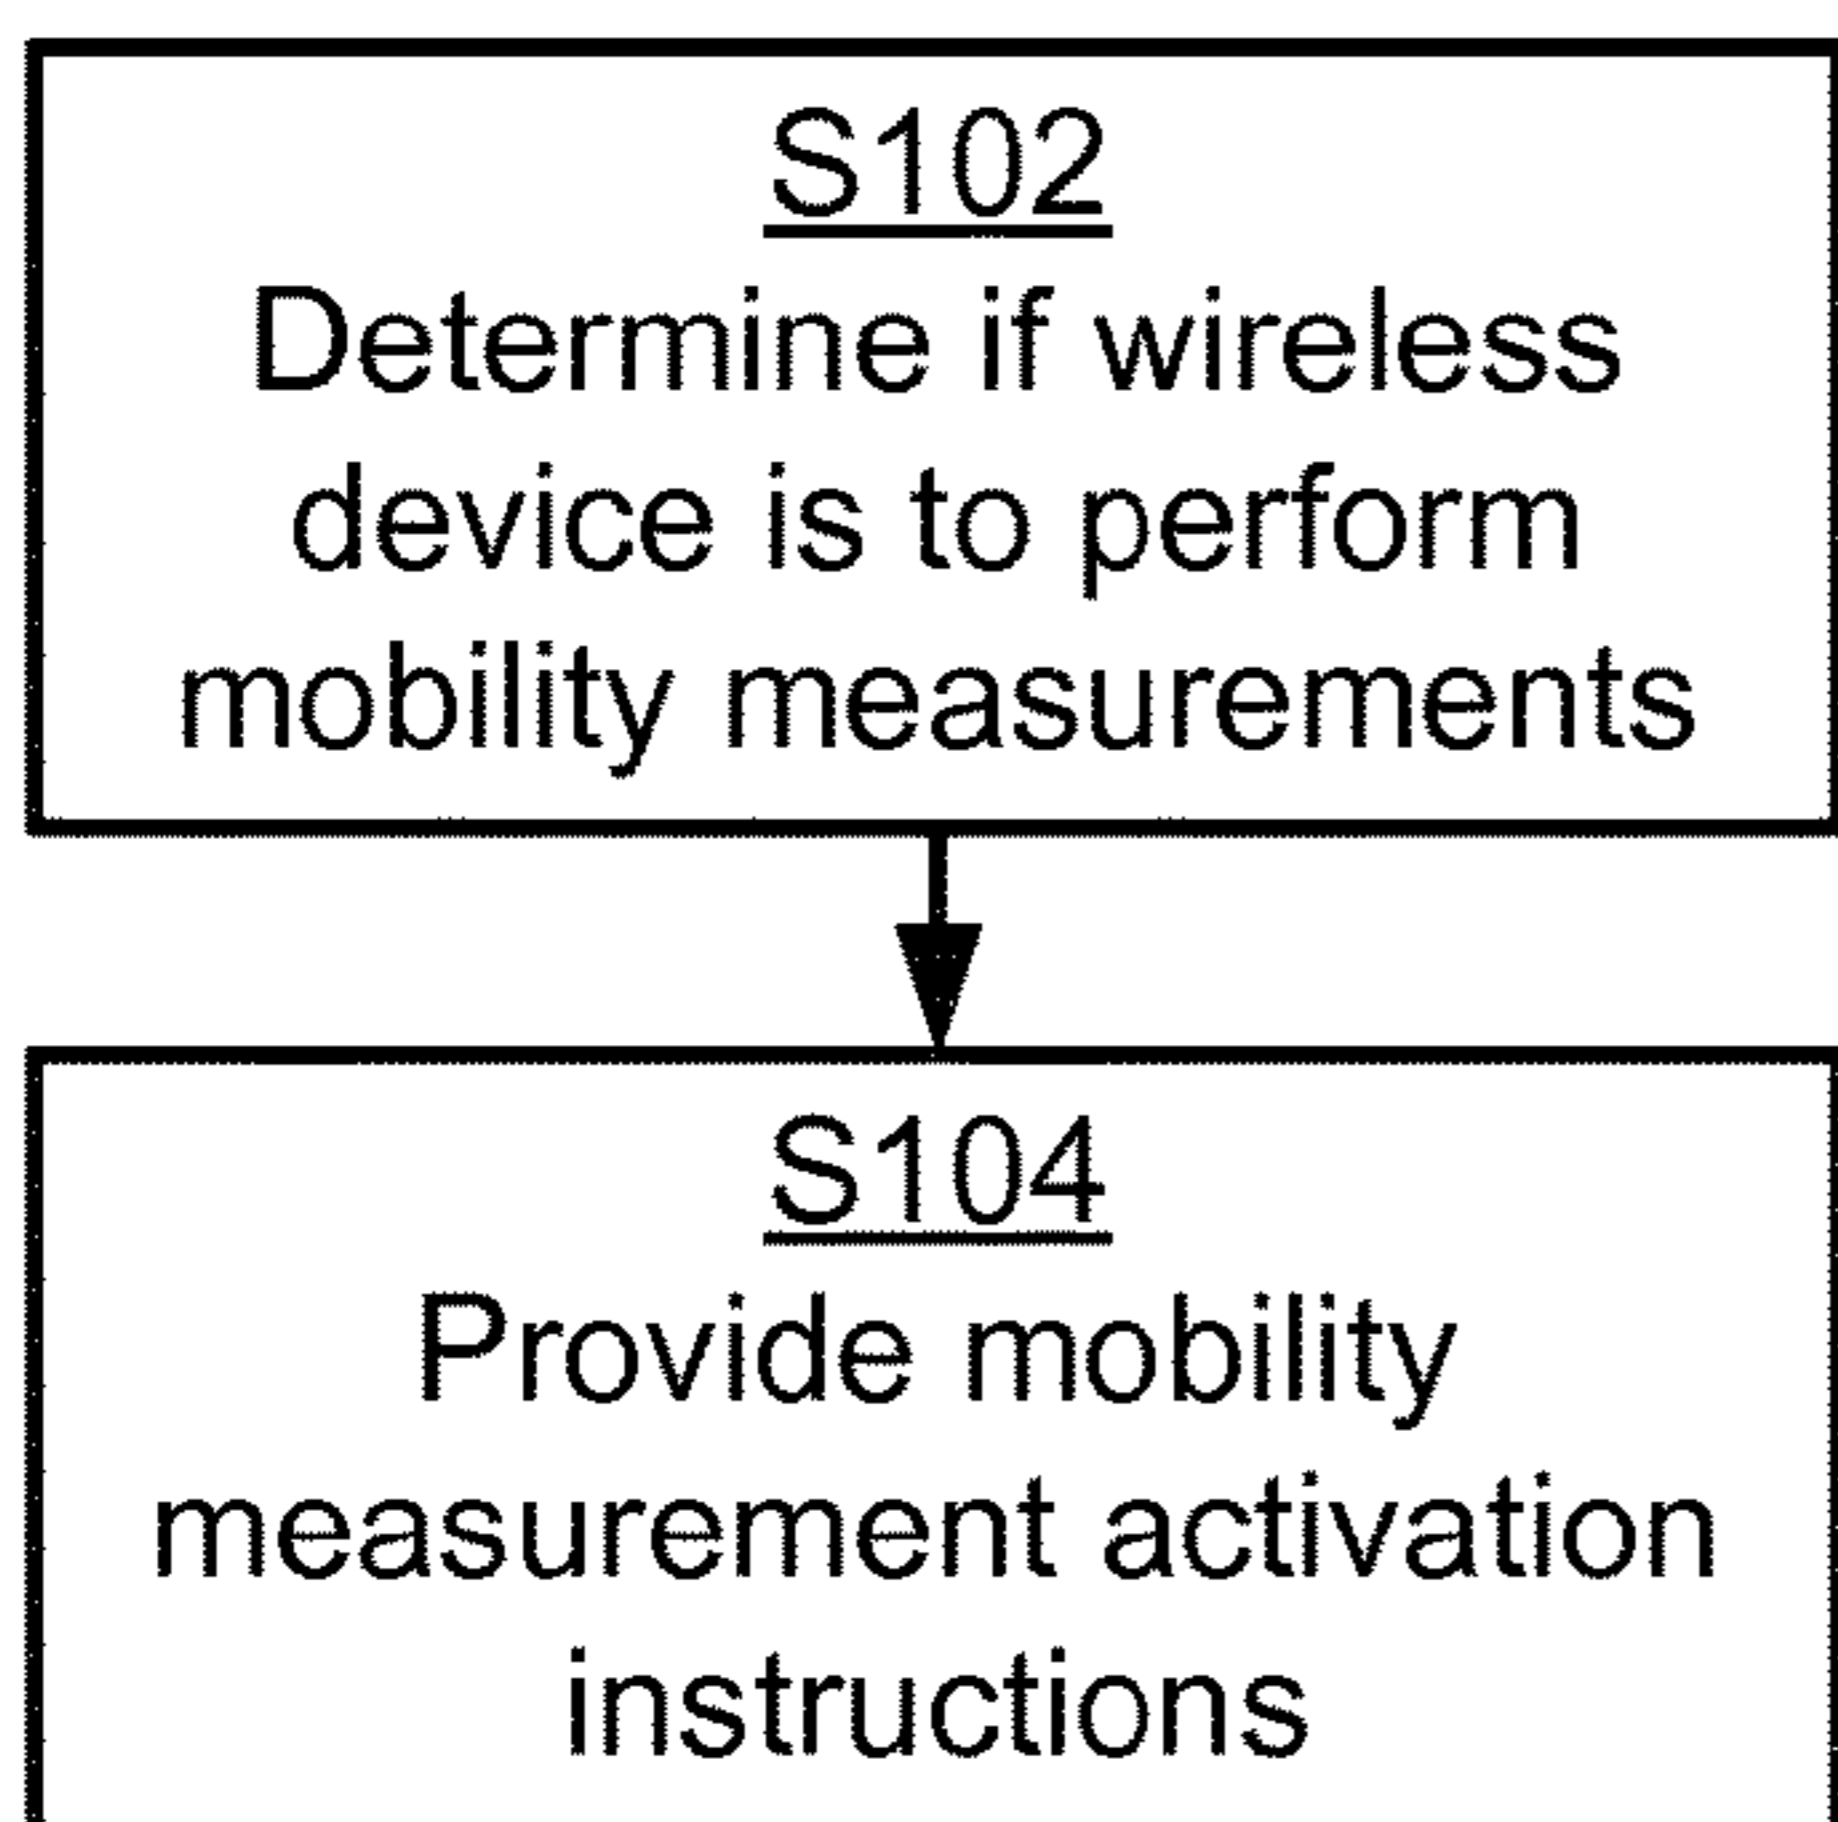 S102
Determine if wireless
device is to perform
mobility measurements
S104
Provide mobility
measurement activation
instructions